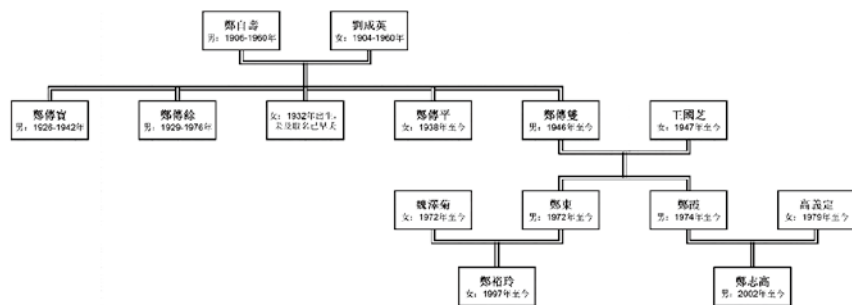 鄭自壽
男：1906-1960年
劉成英
女：1904-1960年
鄭傳寶
男：1926-1942年
鄭傳餘
男：1929-1976年
女：1932年出生，
未及取名已早夭
鄭傳平
女：1938年至今
鄭傳雙
男：1946年至今
王國芝
女：1947年至今
魏澤菊
女：1972年至今
鄭東
男：1972年至今
鄭霞
男：1974年至今
高義定
女：1979年至今
鄭裕玲
女：1997年至今
鄭志高
男：2002年至今